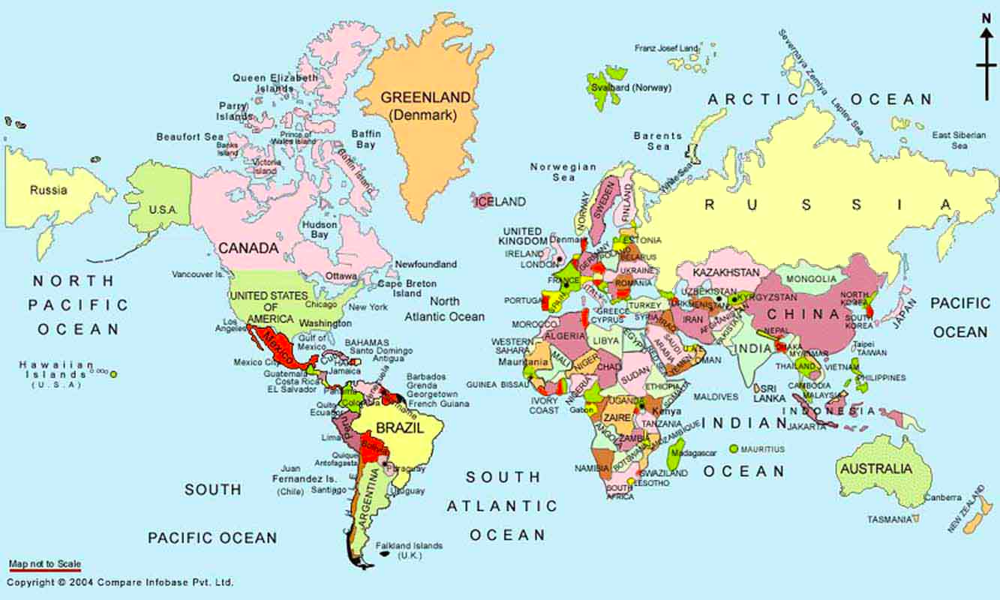 N
Franz Josef Land
Severnaya Zemlya
Laptev Sea
Queen Elizabeth
Islands
Svalbard (Norway)
ARCTIC OCEAN
GREENLAND
(Denmark)
Parry
Islands
Beaufort Sea
Banks
Island
Prince of
Wales Island
Baffin
Bay
Barents
Sea
East Siberian
Sea
Victoria
Island
Baffin Island
Norwegian
Sea
White Sea
Russia
U.S.A.
ICELAND
NORWAY
SWEDEN
FINLAND
RUSSIA
Hudson
Bay
CANADA
UNITED
KINGDOM
Denmark
ESTONIA
IRELAND
LONDON
GERMANY
POLAND
BELARUS
Newfoundland
Vancouver Is.
Ottawa
Cape Breton
Island
FRANCE
UKRAINE
ROMANIA
KAZAKHSTAN
MONGOLIA
NORTH
PACIFIC
OCEAN
UNITED STATES
OF
AMERICA
Chicago
New York
Washington
North
Atlantic Ocean
PORTUGAL
SPAIN
ITALY
GREECE
CYPRUS
TURKEY
SYRIA
UZBEKISTAN
KYRGYZSTAN
TURKMENISTAN
CHINA
NORTH
KOREA
SOUTH
KOREA
JAPAN
PACIFIC
OCEAN
Los
Angeles
Mexico
Gulf of
Mexico
BAHAMAS
Santo Domingo
Antigua
MOROCCO
ALGERIA
LIBYA
EGYPT
IRAQ
IRAN
AFGHANISTAN
PAKISTAN
NEPAL
WESTERN
SAHARA
SAUDI
ARABIA
RED SEA
U.A.E
OMAN
YEMEN
INDIA
DHAKA
MYANMAR
Taipei
TAIWAN
Hawaiian
Islands
(U.S.A)
Mexico City
Cuba
Haiti
Jamaica
Guatemala
Costa Rica
EL Salvador
Panama
Venezuela
Barbados
Grenda
Georgetown
French Guiana
Suriname
Mauritania
MALI
NIGER
CHAD
SUDAN
THAILAND
VIETNAM
PHILIPPINES
GUINEA BISSAU
NIGERIA
ETHIOPIA
SOMALIA
MALDIVES
SRI
LANKA
CAMBODIA
MALAYSIA
IVORY
COAST
Gabon
UGANDA
Kenya
Quito
Ecuador
Colombia
INDONESIA
JAKARTA
ZAIRE
TANZANIA
INDIAN
OCEAN
Peru
BRAZIL
Lima
Bolivia
ANGOLA
ZAMBIA
MOZAMBIQUE
Madagascar
MAURITIUS
Quique
Antofagasta
Paraguay
NAMIBIA
BOTSWANA
SWAZILAND
LESOTHO
SOUTH
AFRICA
AUSTRALIA
Juan
Fernandez Is.
(Chile)
Santiago
Uruguay
ARGENTINA
SOUTH
ATLANTIC
OCEAN
SOUTH
PACIFIC OCEAN
Canberra
TASMANIA
NEW ZEALAND
Falkland Islands
(U.K.)
Map not to Scale
Copyright © 2004 Compare Infobase Pvt. Ltd.